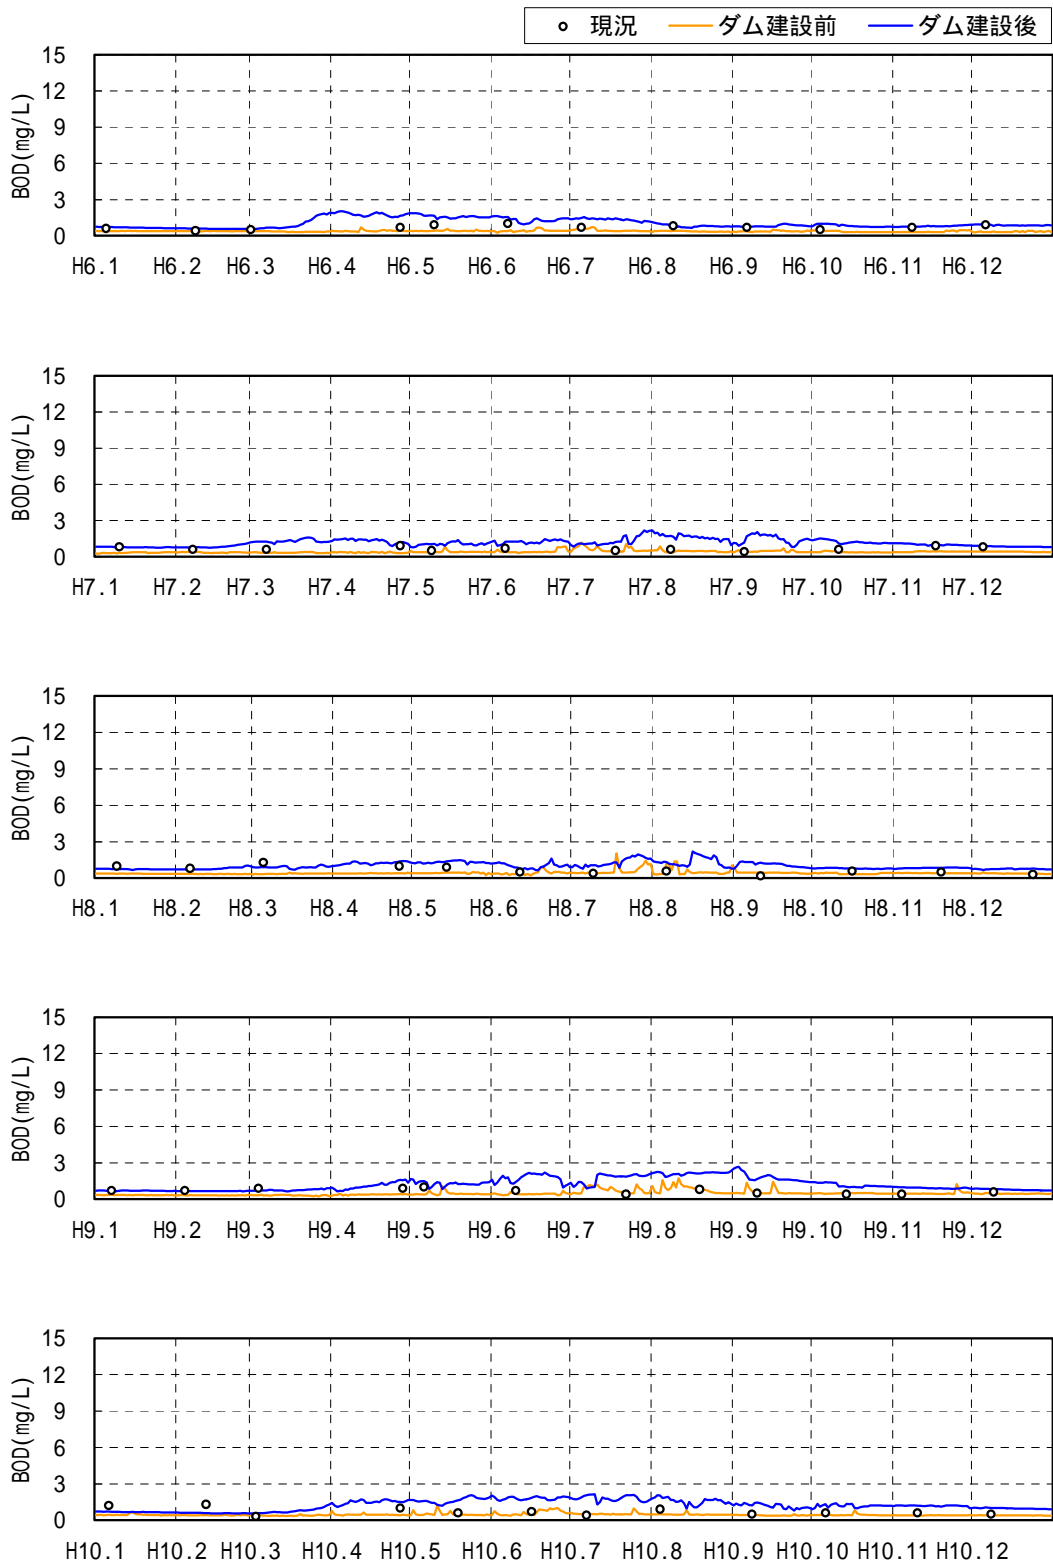 現況 ダム建設前 ダム建設後
BOD(mg/L)
15
12
9
6
3
0
H6.1 H6.2 H6.3 H6.4 H6.5 H6.6 H6.7 H6.8 H6.9 H6.10 H6.11 H6.12
BOD(mg/L)
15
12
9
6
3
0
H7.1 H7.2 H7.3 H7.4 H7.5 H7.6 H7.7 H7.8 H7.9 H7.10 H7.11 H7.12
BOD(mg/L)
15
12
9
6
3
0
H8.1 H8.2 H8.3 H8.4 H8.5 H8.6 H8.7 H8.8 H8.9 H8.10 H8.11 H8.12
BOD(mg/L)
15
12
9
6
3
0
H9.1 H9.2 H9.3 H9.4 H9.5 H9.6 H9.7 H9.8 H9.9 H9.10 H9.11 H9.12
BOD(mg/L)
15
12
9
6
3
0
H10.1 H10.2 H10.3 H10.4 H10.5 H10.6 H10.7 H10.8 H10.9 H10.10 H10.11 H10.12